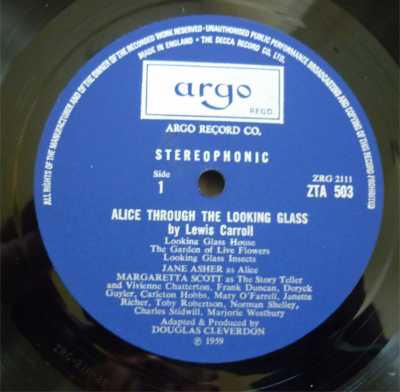 ALL RIGHTS OF THE MANUFACTURER AND OF THE OWNER OF THE RECORDED WORK RESERVED - UNAUTHORISED PUBLIC PERFORMANCE BROADCASTING AND COPYING OF THIS RECORD PROHIBITED
MADE IN ENGLAND · THE DECCA RECORD CO. LTD.
argo
REGD
ARGO RECORD CO.
STEREOPHONIC
Side
1
ZRG 2111
ZTA 503
ALICE THROUGH THE LOOKING GLASS
by Lewis Carroll
Looking Glass House
The Garden of Live Flowers
Looking Glass Insects
JANE ASHER as Alice
MARGARETTA SCOTT as The Story Teller
and Vivienne Chatterton, Frank Duncan, Deryck
Guyler, Carleton Hobbs, Mary O'Farrell, Janette
Richer, Toby Robertson, Norman Shelley,
Charles Stidwill, Marjorie Westbury
Adapted & Produced by
DOUGLAS CLEVERDON
℗ 1959